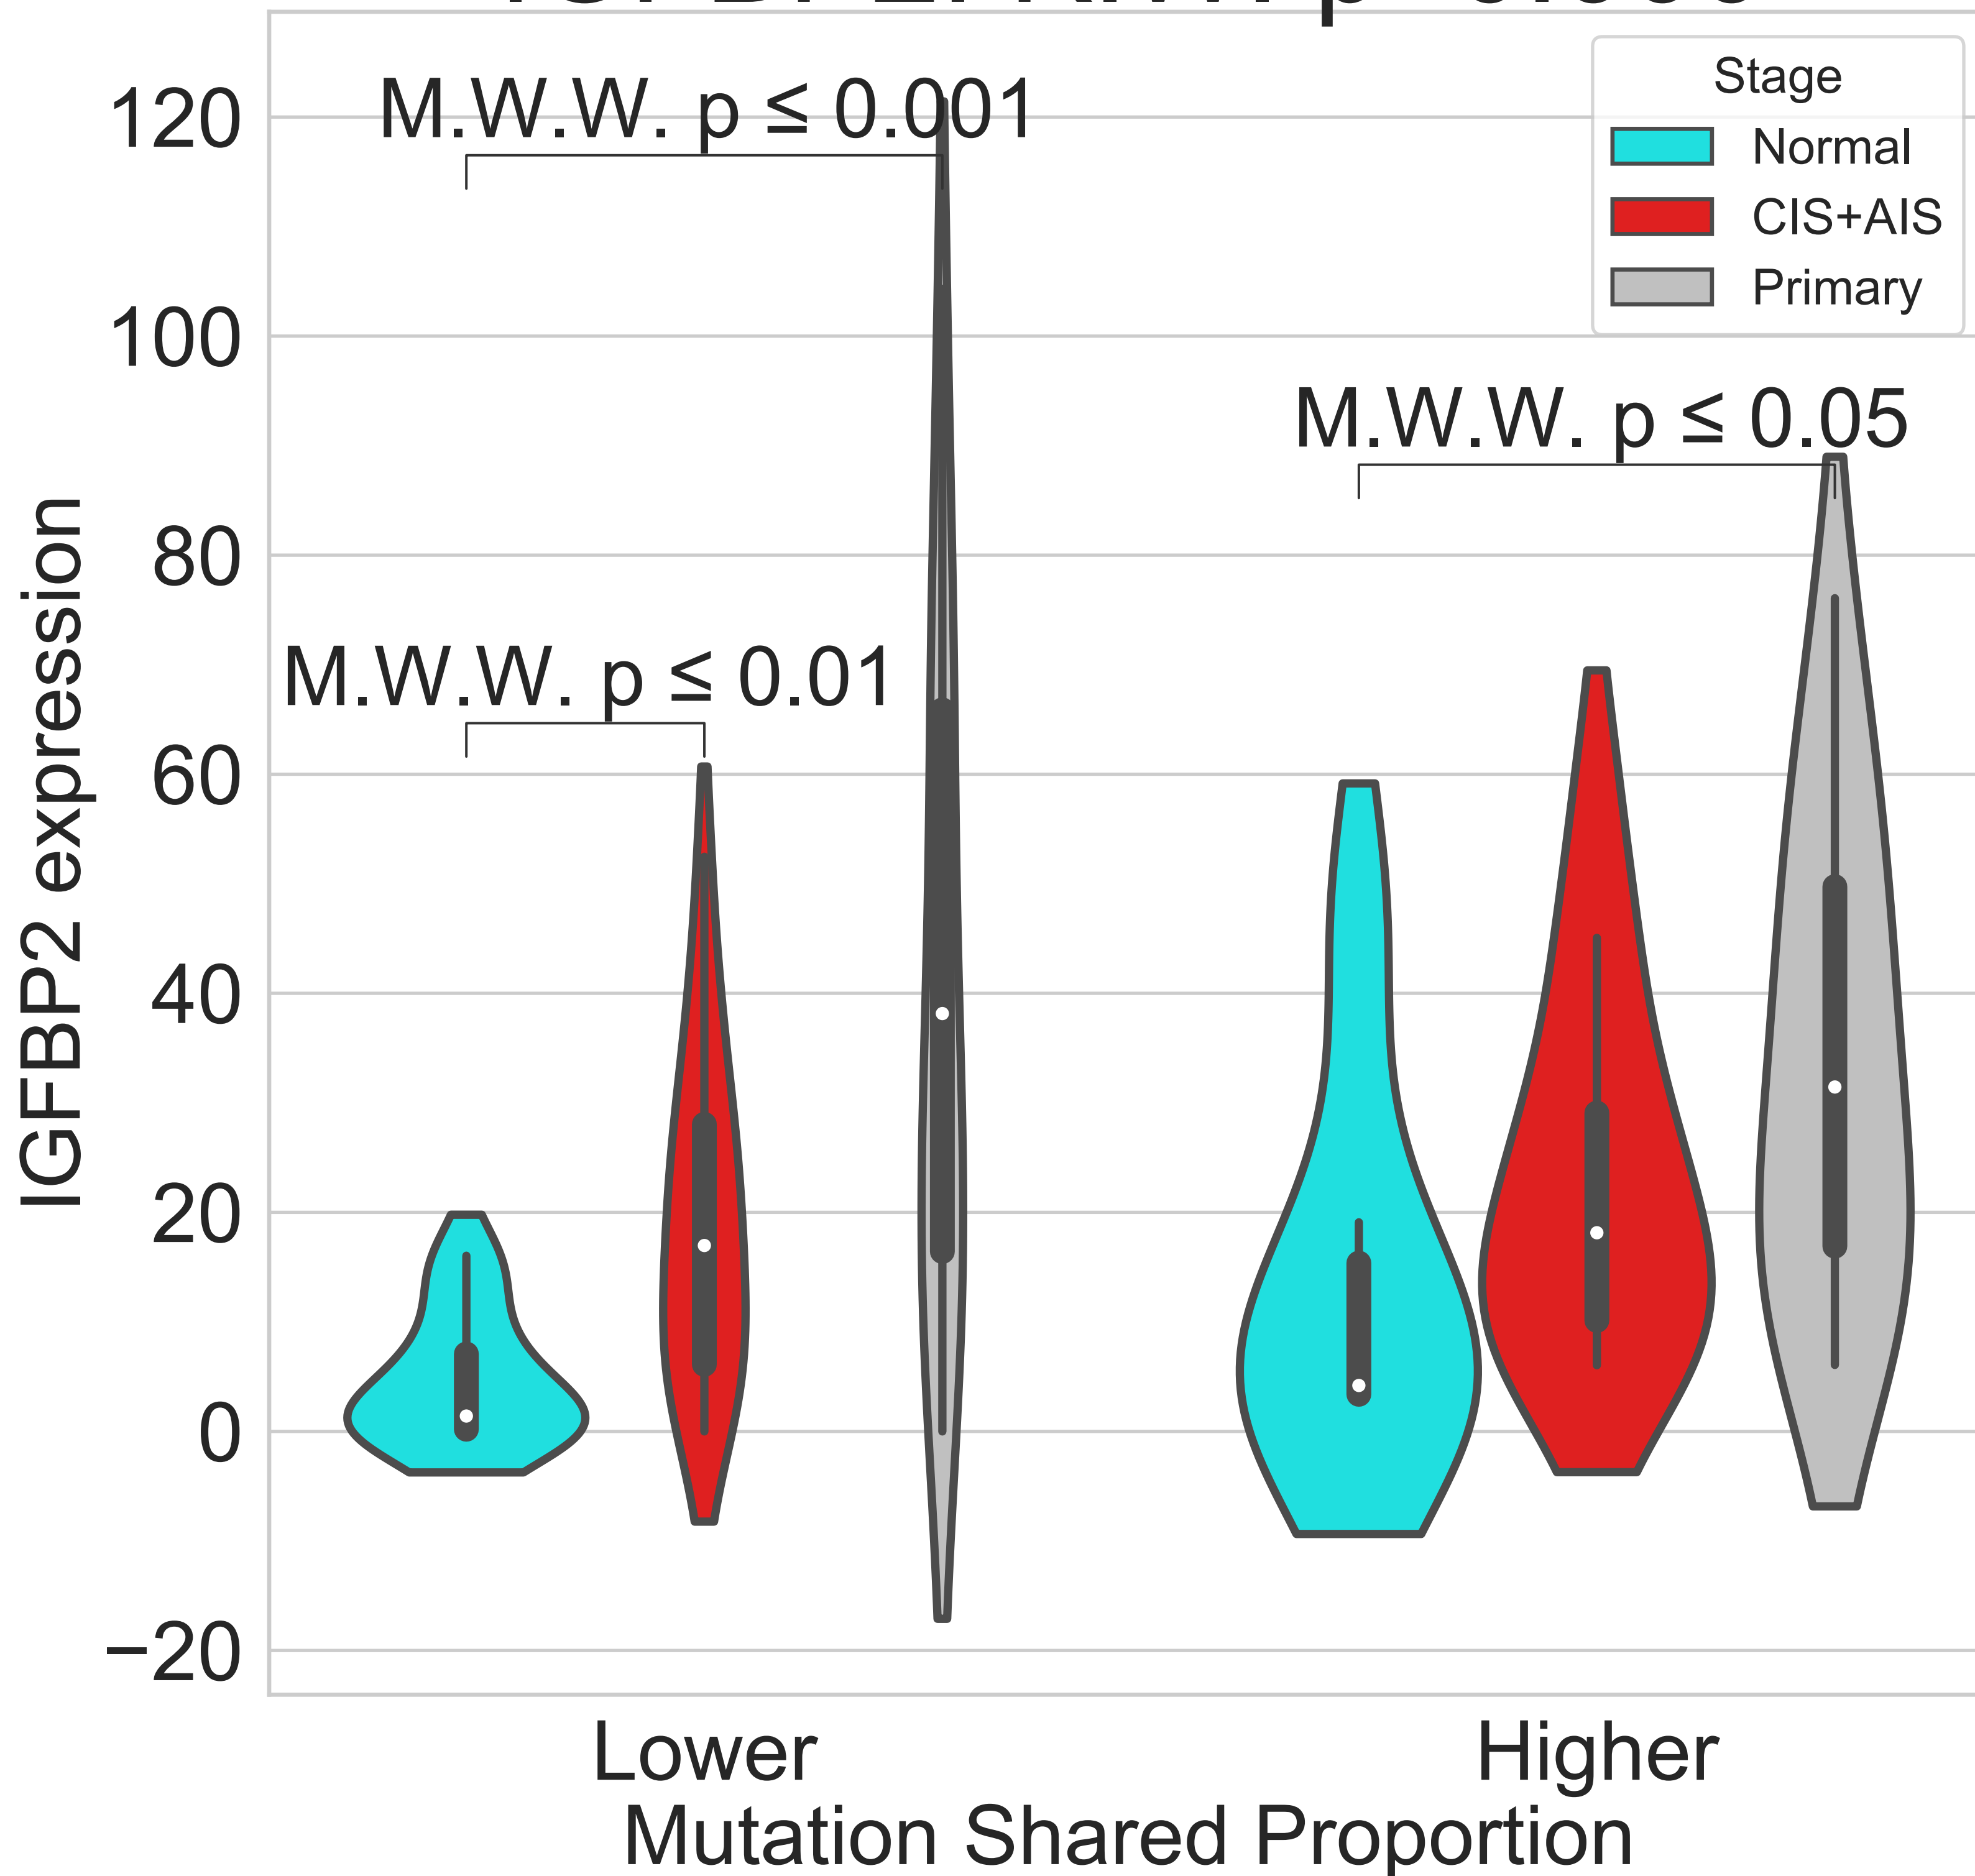 120
100
80
60
40
20
0
−20
IGFBP2 expression
M.W.W. p ≤ 0.001
M.W.W. p ≤ 0.01
M.W.W. p ≤ 0.05
Stage
Normal
CIS+AIS
Primary
Lower
Higher
Mutation Shared Proportion